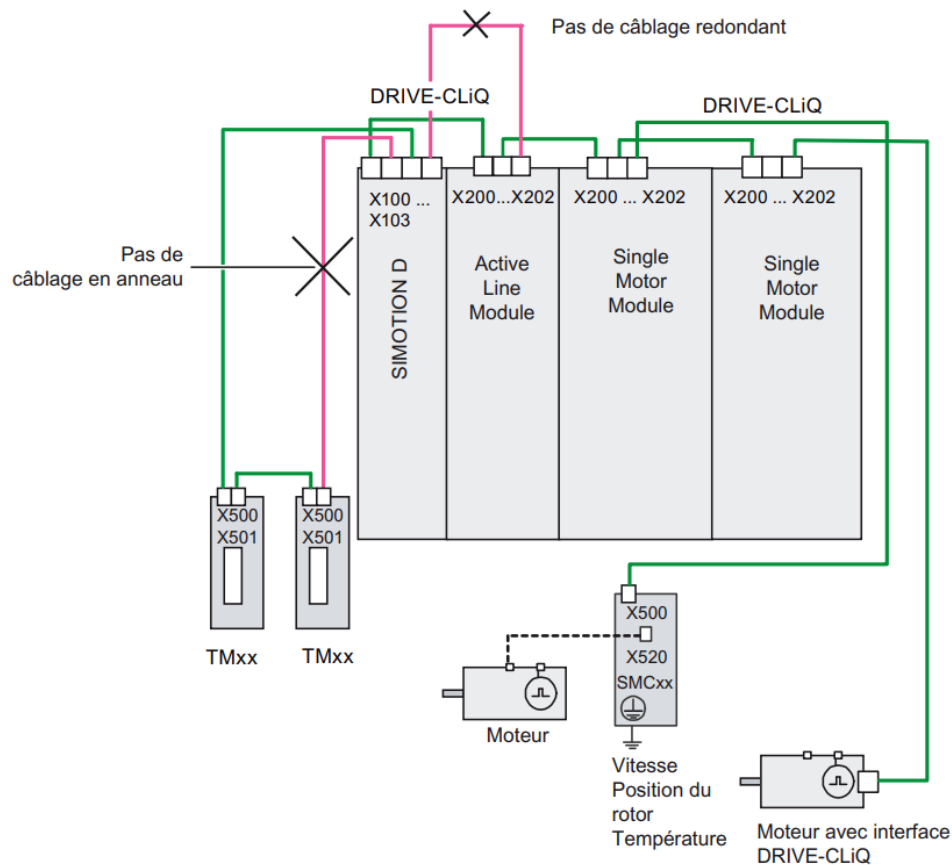 Pas de câblage redondant
DRIVE-CLiQ
DRIVE-CLiQ
X100 ...
X103
X200...X202
X200 ... X202
X200 ... X202
Pas de
câblage en anneau
SIMOTION D
Active
Line
Module
Single
Motor
Module
Single
Motor
Module
X500
X501
X500
X501
TMxx
TMxx
X500
X520
SMCxx
Moteur
Vitesse
Position du
rotor
Température
Moteur avec interface
DRIVE-CLiQ